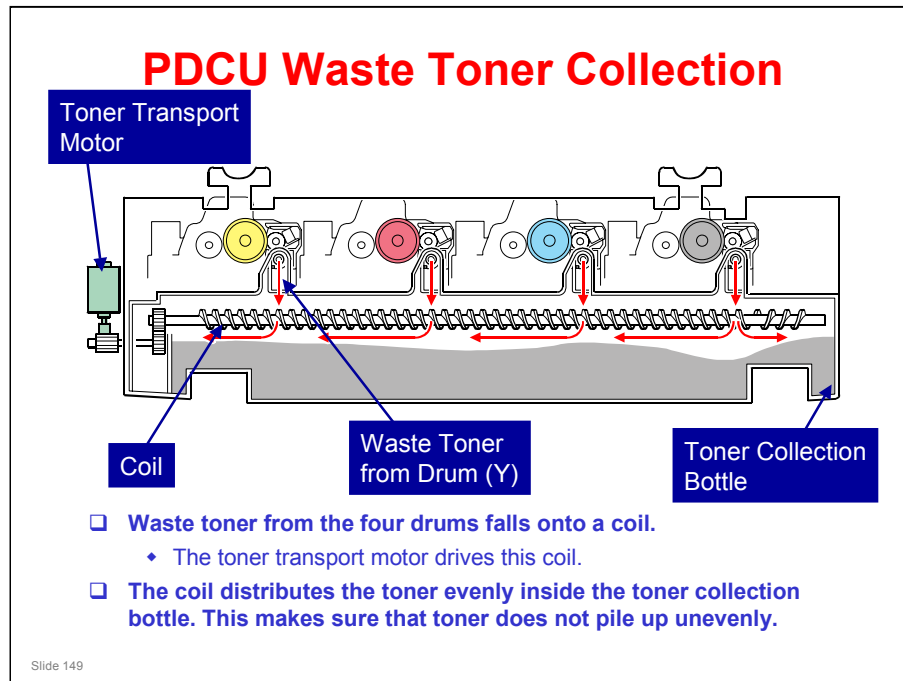 PDCU Waste Toner Collection
Toner Transport
Motor
Coil
Waste Toner
from Drum (Y)
Toner Collection
Bottle
❑ Waste toner from the four drums falls onto a coil.
◆ The toner transport motor drives this coil.
❑ The coil distributes the toner evenly inside the toner collection
bottle. This makes sure that toner does not pile up unevenly.
Slide 149